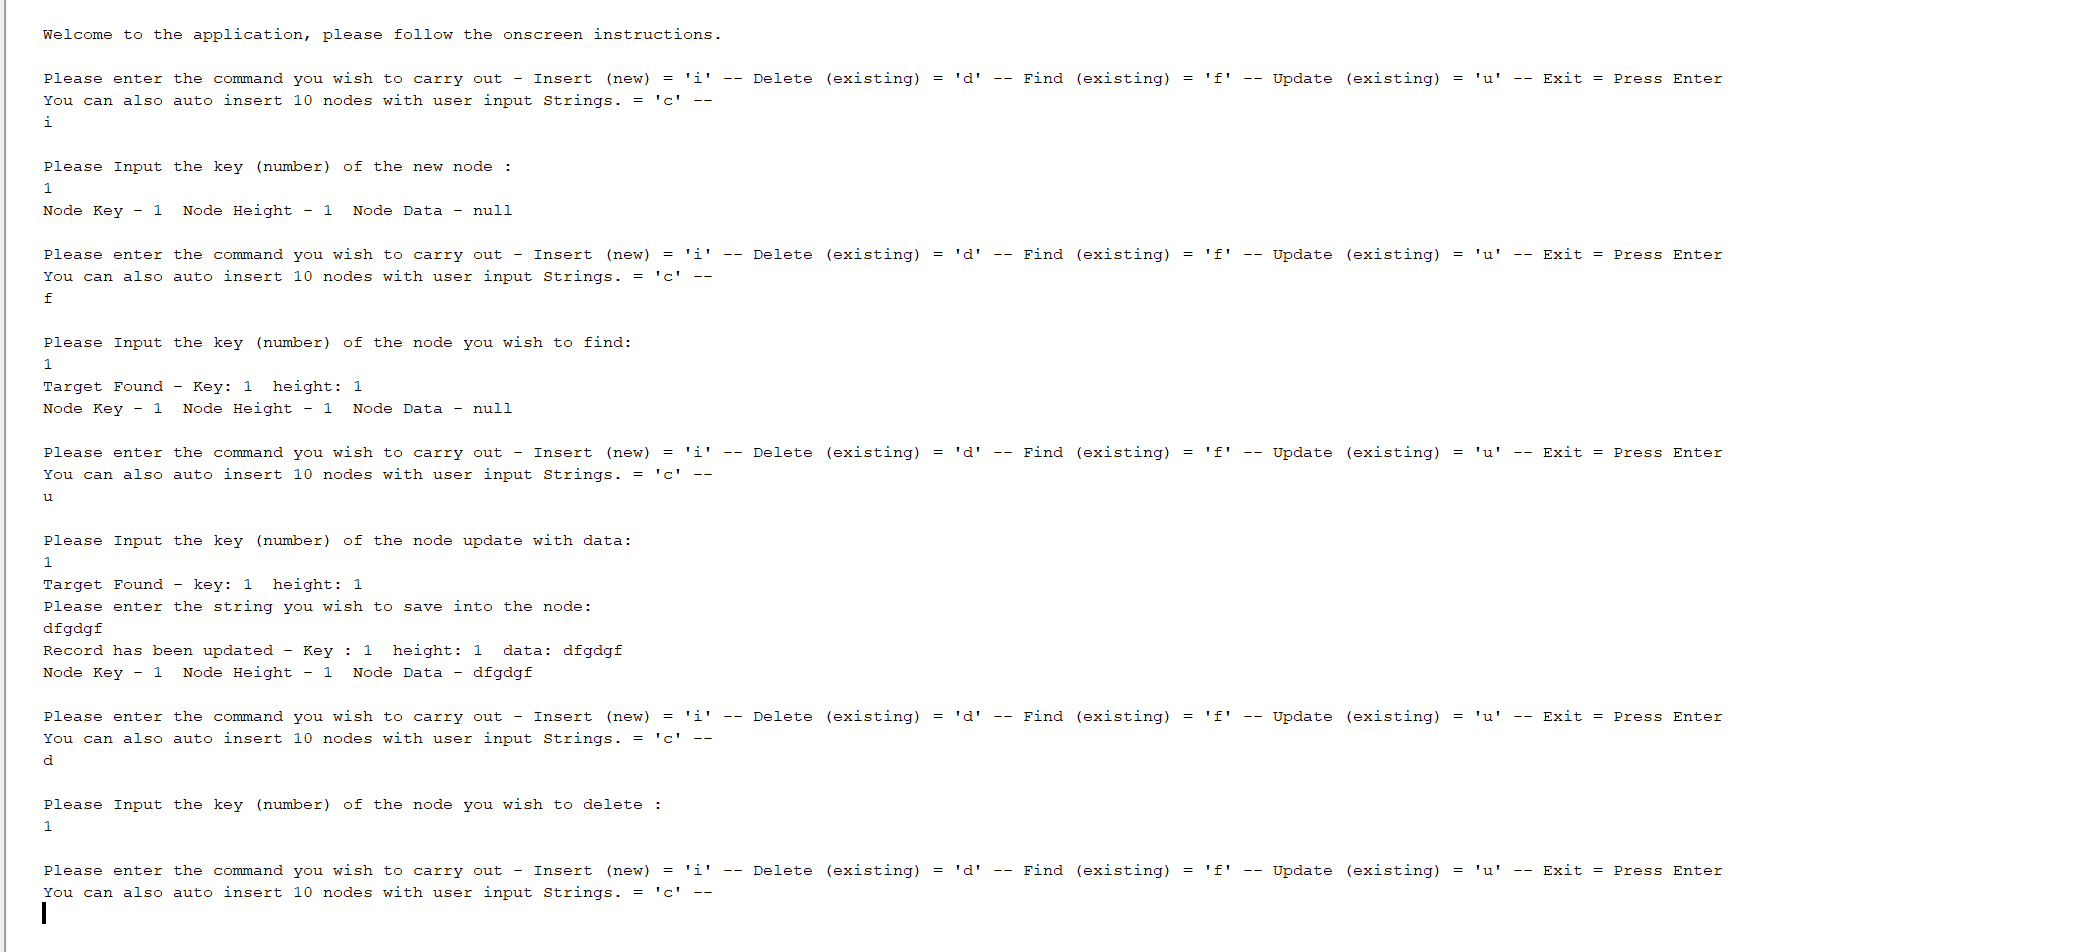 Welcome to the application, please follow the onscreen instructions.
Please enter the command you wish to carry out - Insert (new) = 'i' -- Delete (existing) = 'd' -- Find (existing) = 'f' -- Update (existing) = 'u' -- Exit = Press Enter
You can also auto insert 10 nodes with user input Strings. = 'c' --
i
Please Input the key (number) of the new node :
1
Node Key - 1  Node Height - 1  Node Data - null
Please enter the command you wish to carry out - Insert (new) = 'i' -- Delete (existing) = 'd' -- Find (existing) = 'f' -- Update (existing) = 'u' -- Exit = Press Enter
You can also auto insert 10 nodes with user input Strings. = 'c' --
f
Please Input the key (number) of the node you wish to find:
1
Target Found - Key: 1  height: 1
Node Key - 1  Node Height - 1  Node Data - null
Please enter the command you wish to carry out - Insert (new) = 'i' -- Delete (existing) = 'd' -- Find (existing) = 'f' -- Update (existing) = 'u' -- Exit = Press Enter
You can also auto insert 10 nodes with user input Strings. = 'c' --
u
Please Input the key (number) of the node update with data:
1
Target Found - key: 1  height: 1
Please enter the string you wish to save into the node:
dfgdgf
Record has been updated - Key : 1  height: 1  data: dfgdgf
Node Key - 1  Node Height - 1  Node Data - dfgdgf
Please enter the command you wish to carry out - Insert (new) = 'i' -- Delete (existing) = 'd' -- Find (existing) = 'f' -- Update (existing) = 'u' -- Exit = Press Enter
You can also auto insert 10 nodes with user input Strings. = 'c' --
d
Please Input the key (number) of the node you wish to delete :
1
Please enter the command you wish to carry out - Insert (new) = 'i' -- Delete (existing) = 'd' -- Find (existing) = 'f' -- Update (existing) = 'u' -- Exit = Press Enter
You can also auto insert 10 nodes with user input Strings. = 'c' --